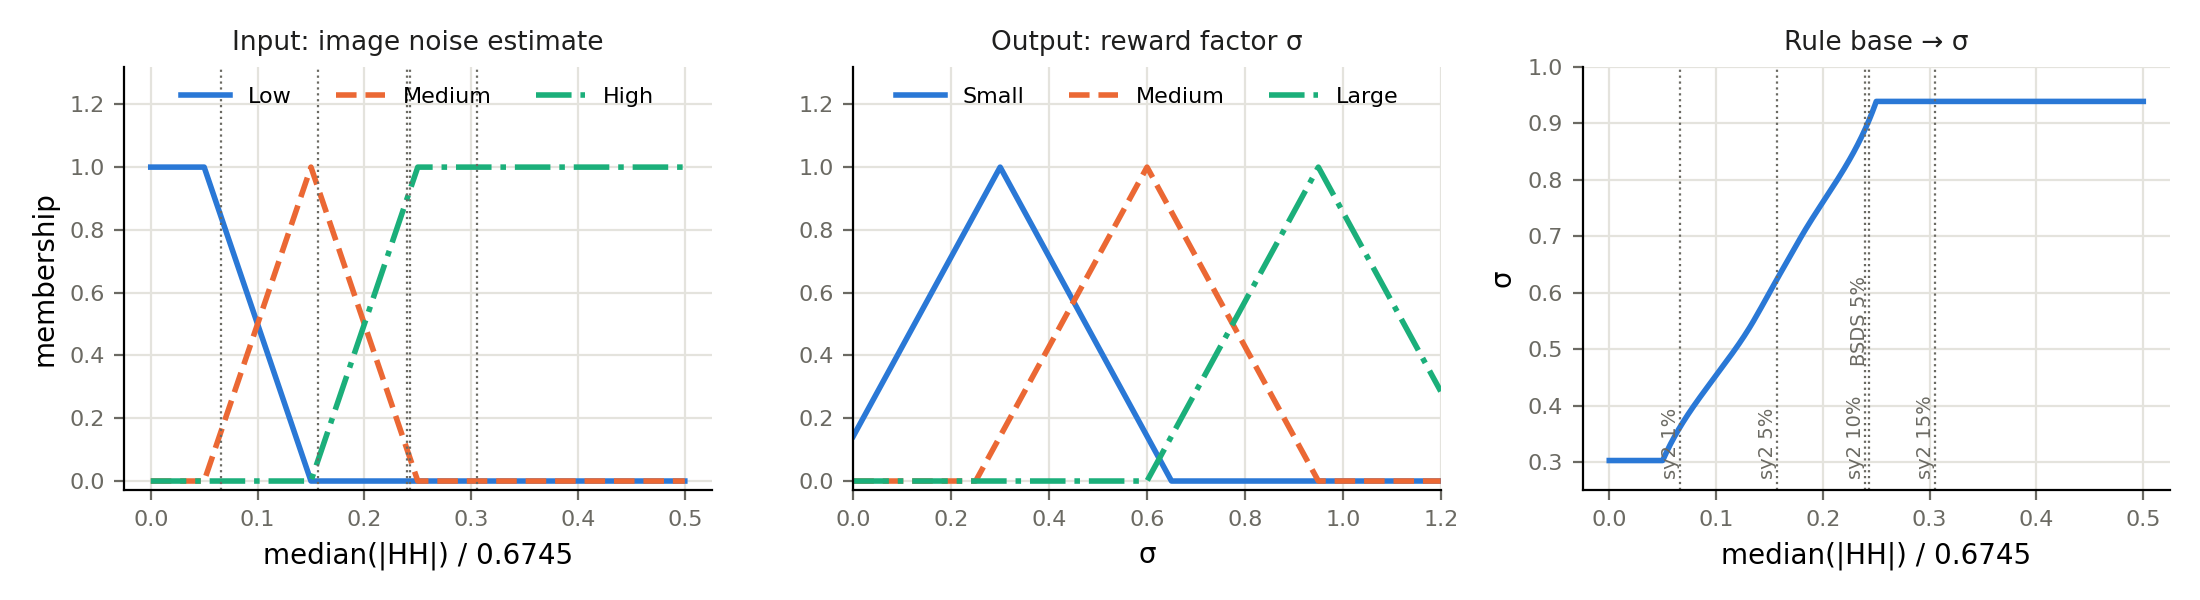 Input: image noise estimate
Low
Medium
High
membership
1.2
1.0
0.8
0.6
0.4
0.2
0.0
0.0 0.1 0.2 0.3 0.4 0.5
median(|HH|) / 0.6745
Output: reward factor σ
Small
Medium
Large
1.2
1.0
0.8
0.6
0.4
0.2
0.0
0.0 0.2 0.4 0.6 0.8 1.0 1.2
σ
Rule base → σ
σ
1.0
0.9
0.8
0.7
0.6
0.5
0.4
0.3
sy2 1%
sy2 5%
sy2 10%
BSDS 5%
sy2 15%
0.0 0.1 0.2 0.3 0.4 0.5
median(|HH|) / 0.6745